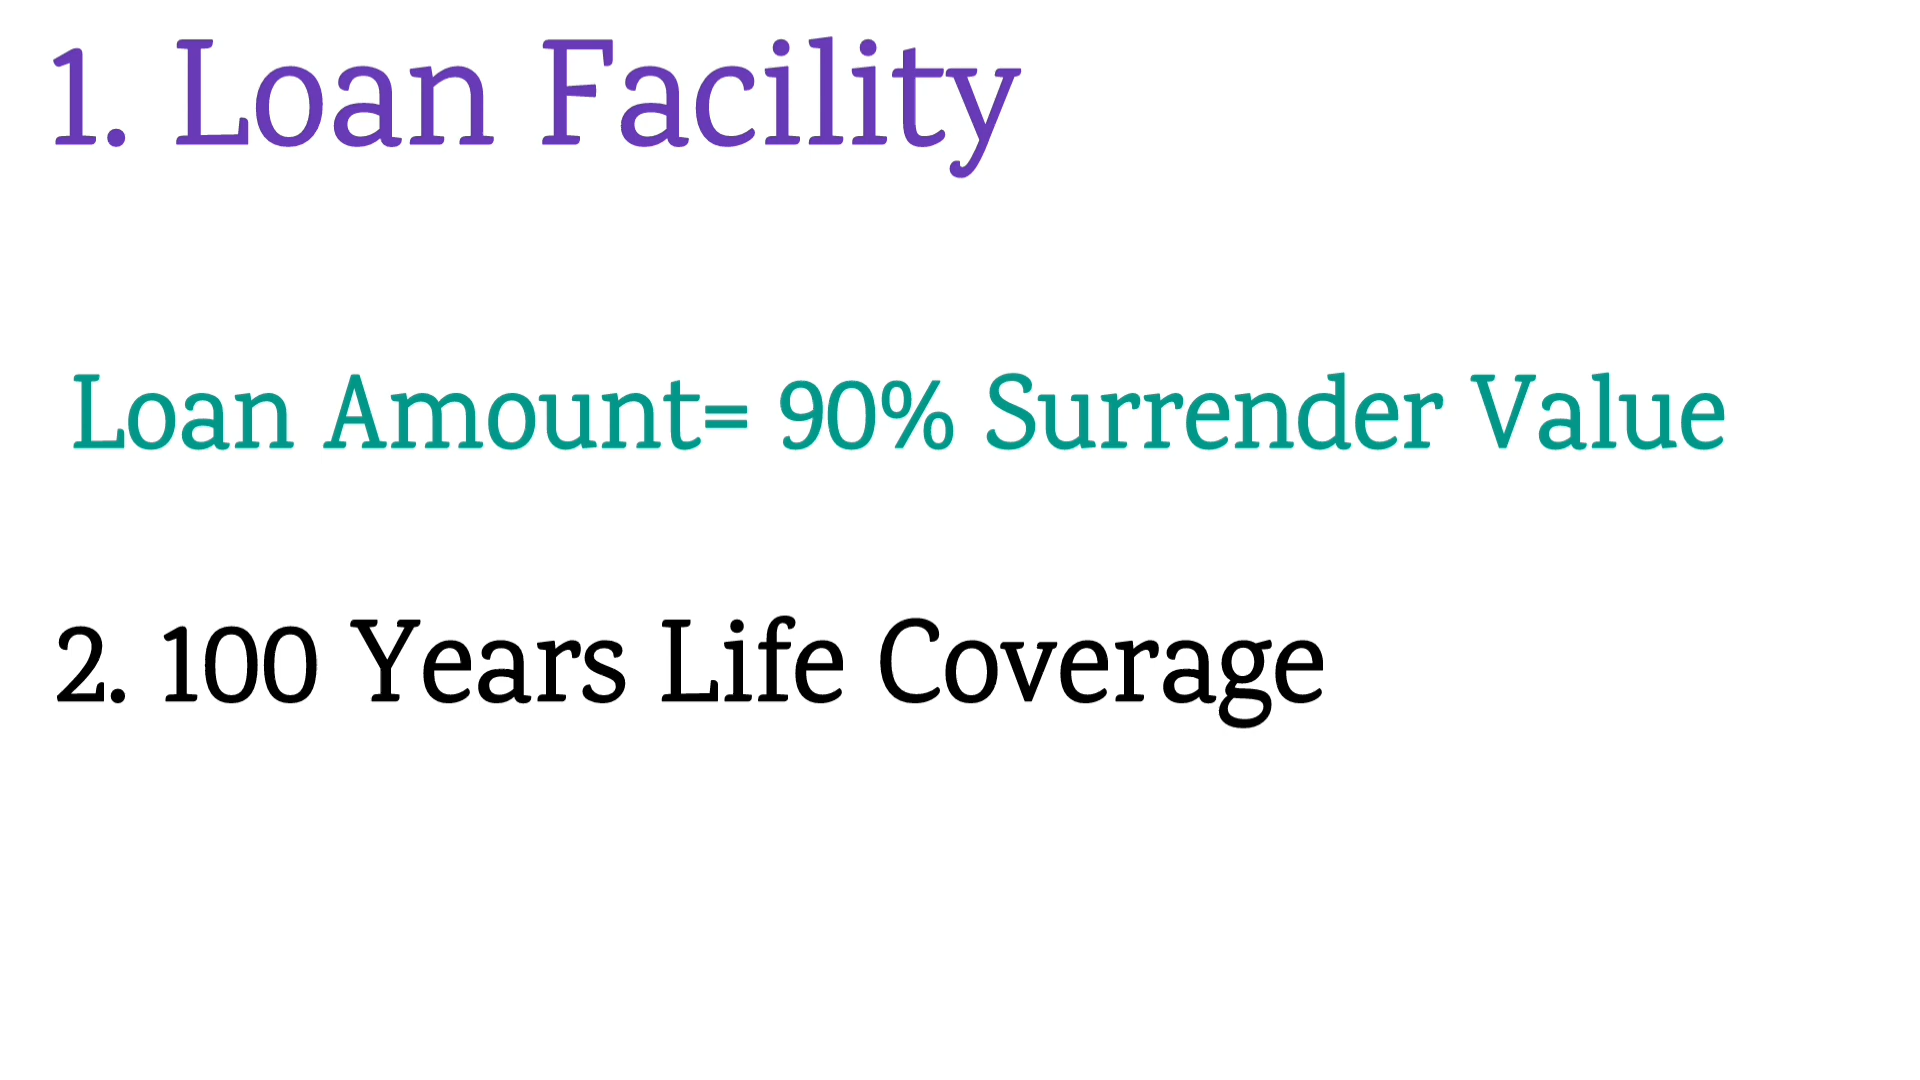 1. Loan Facility
Loan Amount= 90% Surrender Value
2. 100 Years Life Coverage